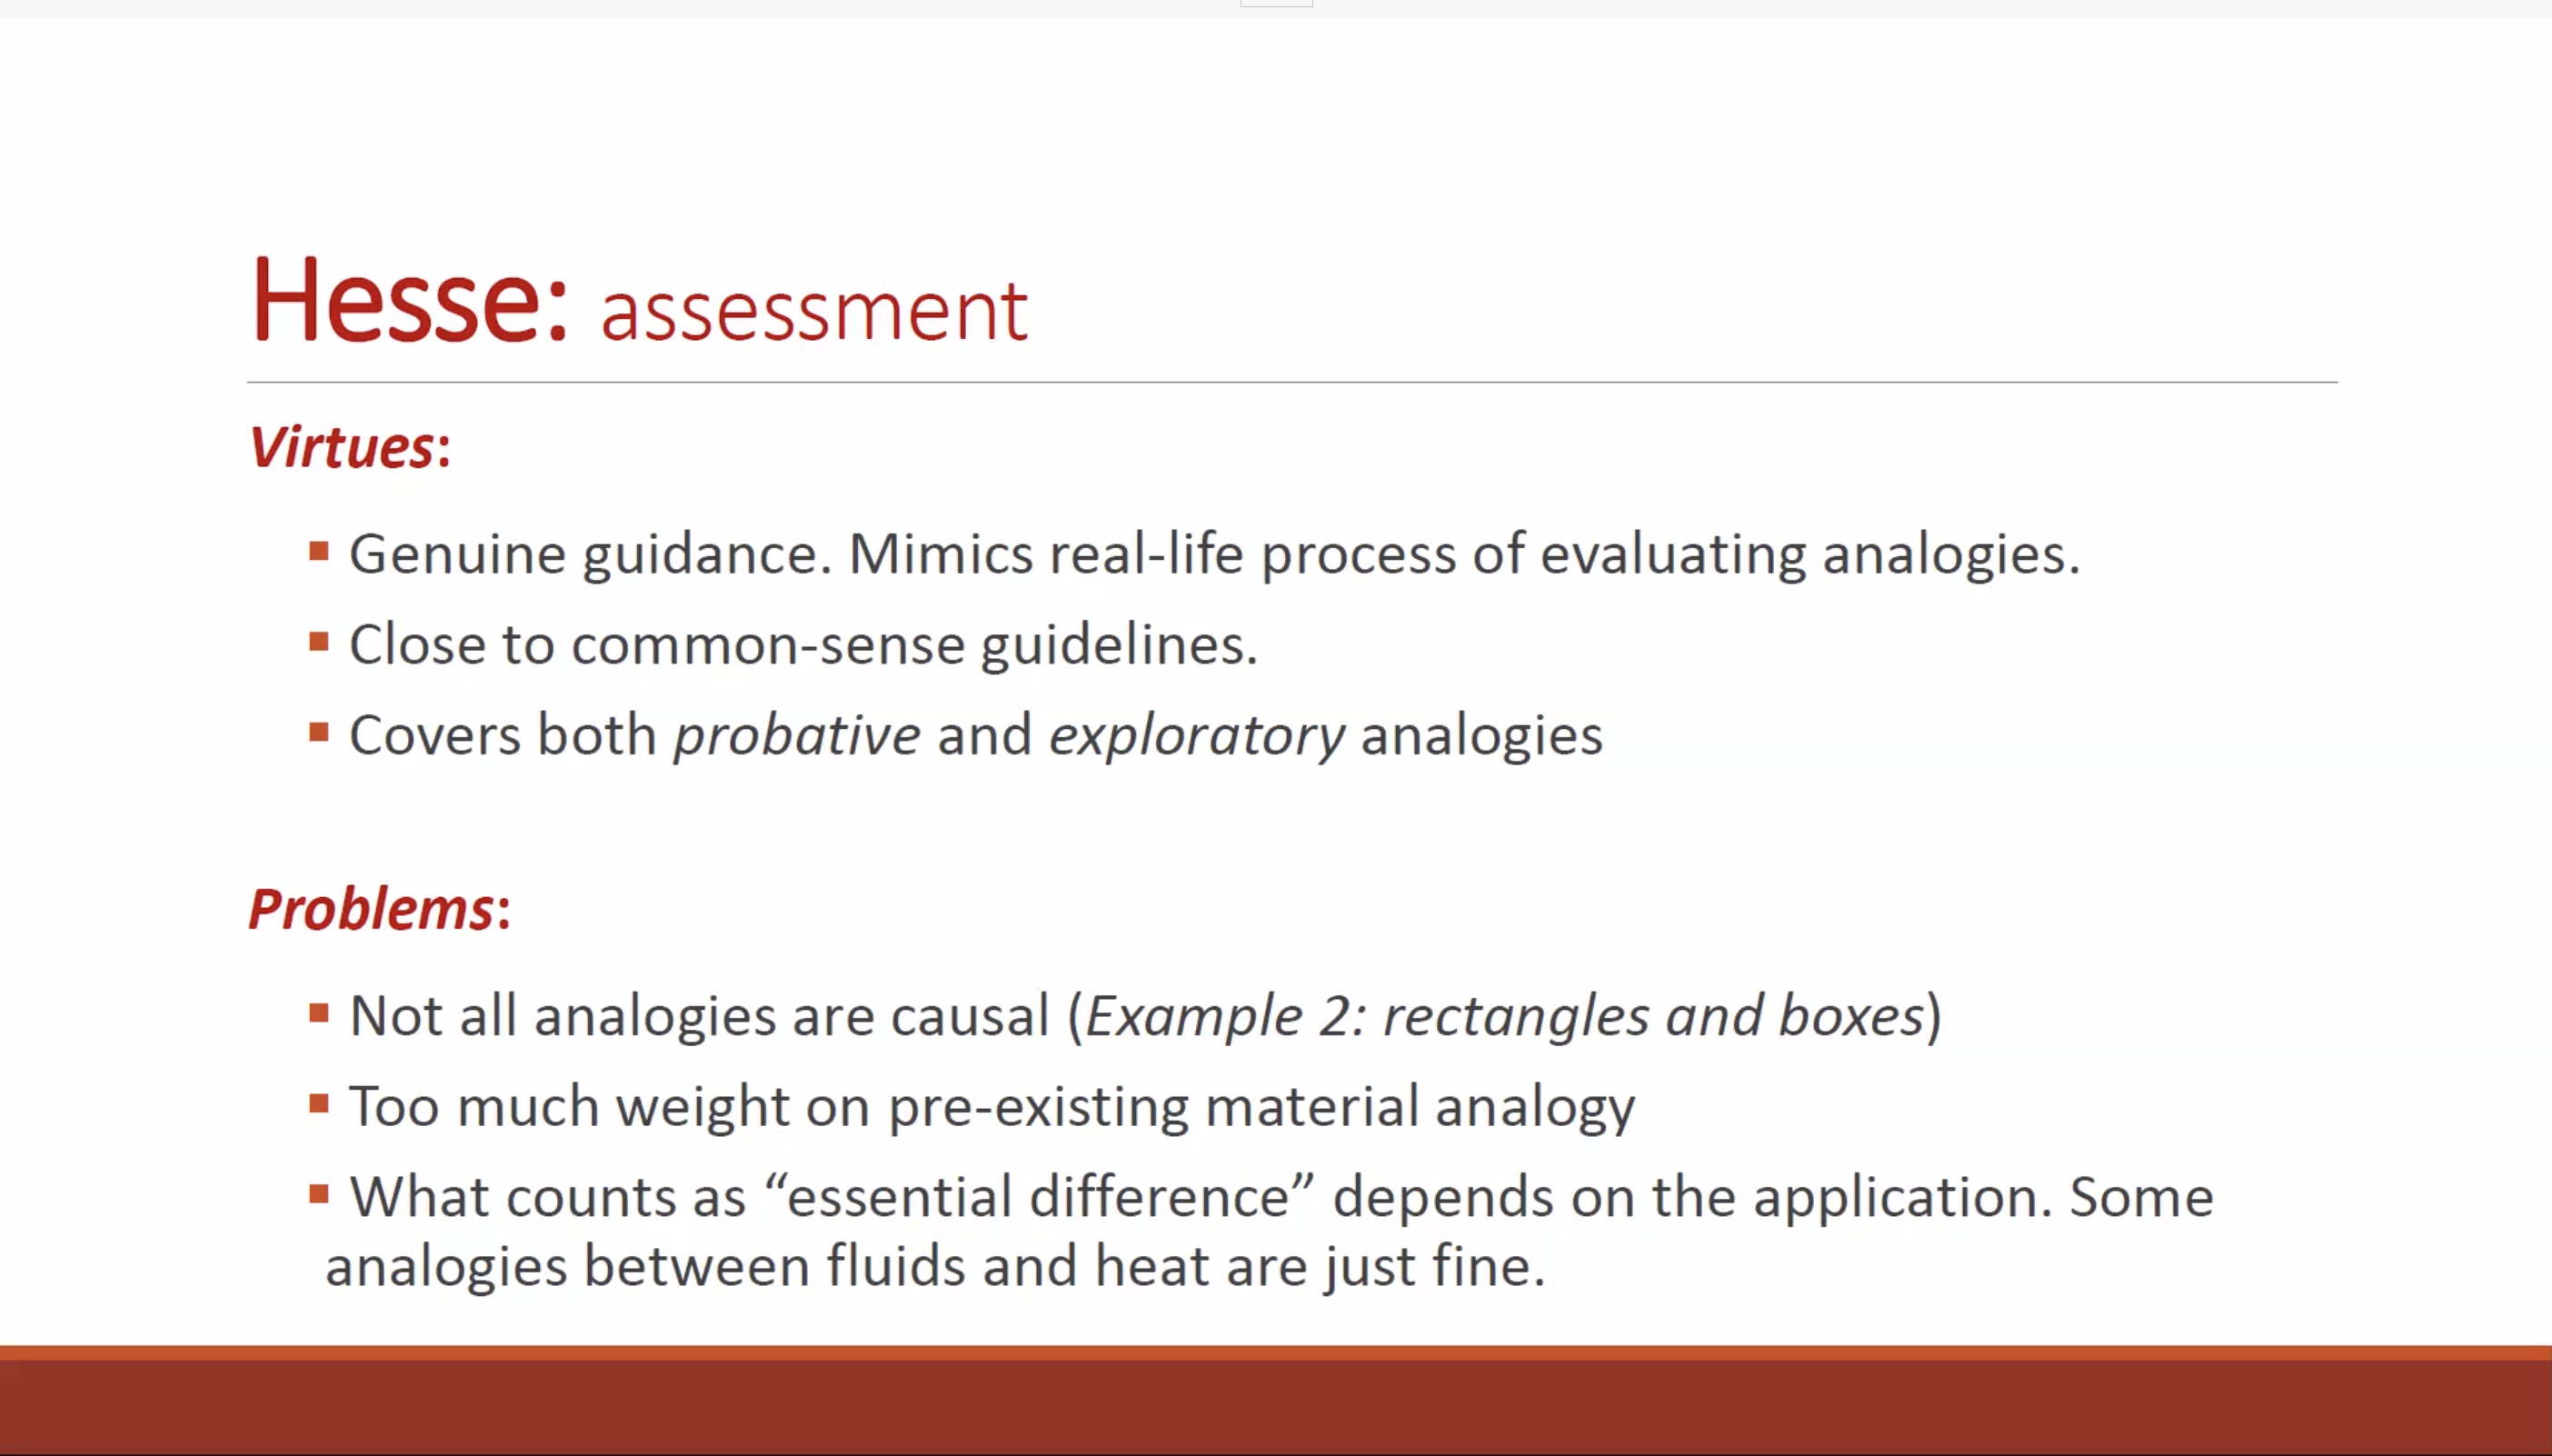 Hesse: assessment
Virtues:
▪ Genuine guidance. Mimics real-life process of evaluating analogies.
▪ Close to common-sense guidelines.
▪ Covers both probative and exploratory analogies
Problems:
▪ Not all analogies are causal (Example 2: rectangles and boxes)
▪ Too much weight on pre-existing material analogy
▪ What counts as “essential difference” depends on the application. Some
analogies between fluids and heat are just fine.